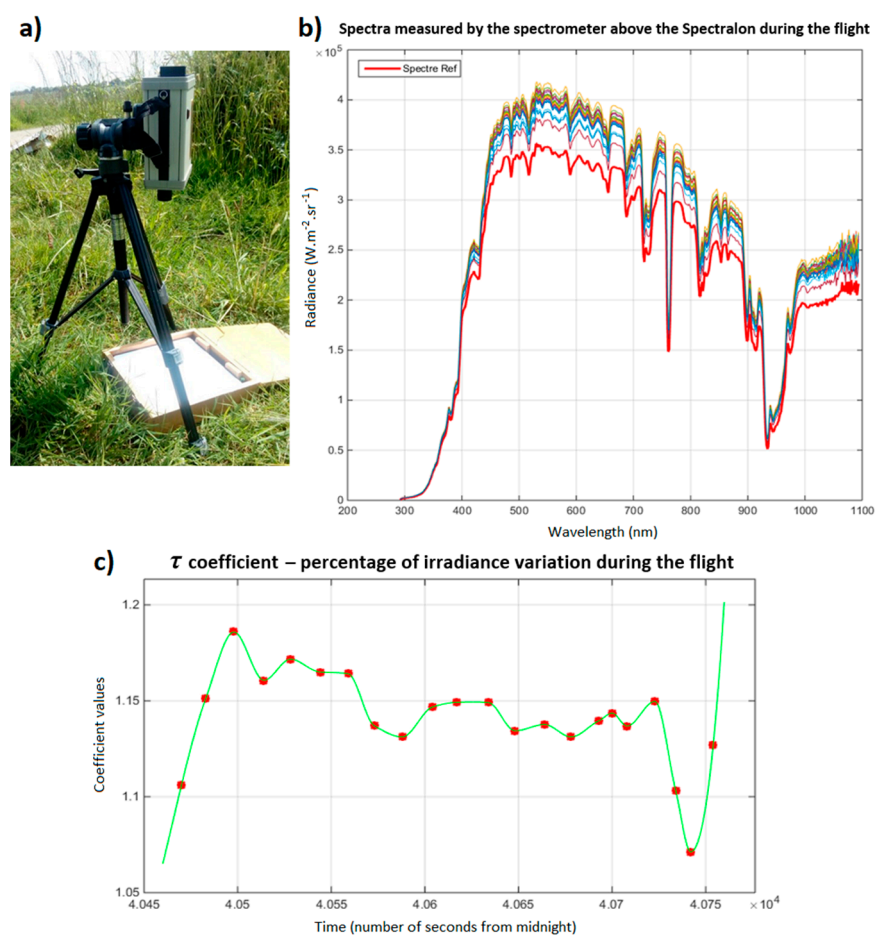 a)
b)
Spectra measured by the spectrometer above the Spectralon during the flight
×10⁵
Spectre Ref
4
3.5
3
2.5
2
1.5
1
0.5
0
Radiance (W.m⁻².sr⁻¹)
200 300 400 500 600 700 800 900 1000 1100
Wavelength (nm)
c)
τ coefficient – percentage of irradiance variation during the flight
1.2
1.15
1.1
1.05
Coefficient values
4.045 4.05 4.055 4.06 4.065 4.07 4.075 ×10⁴
Time (number of seconds from midnight)